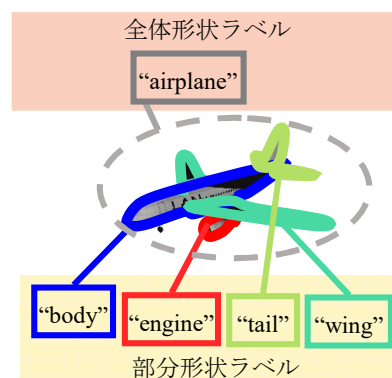 全体形状ラベル
“airplane”
“body”
“engine”
“tail”
“wing”
部分形状ラベル